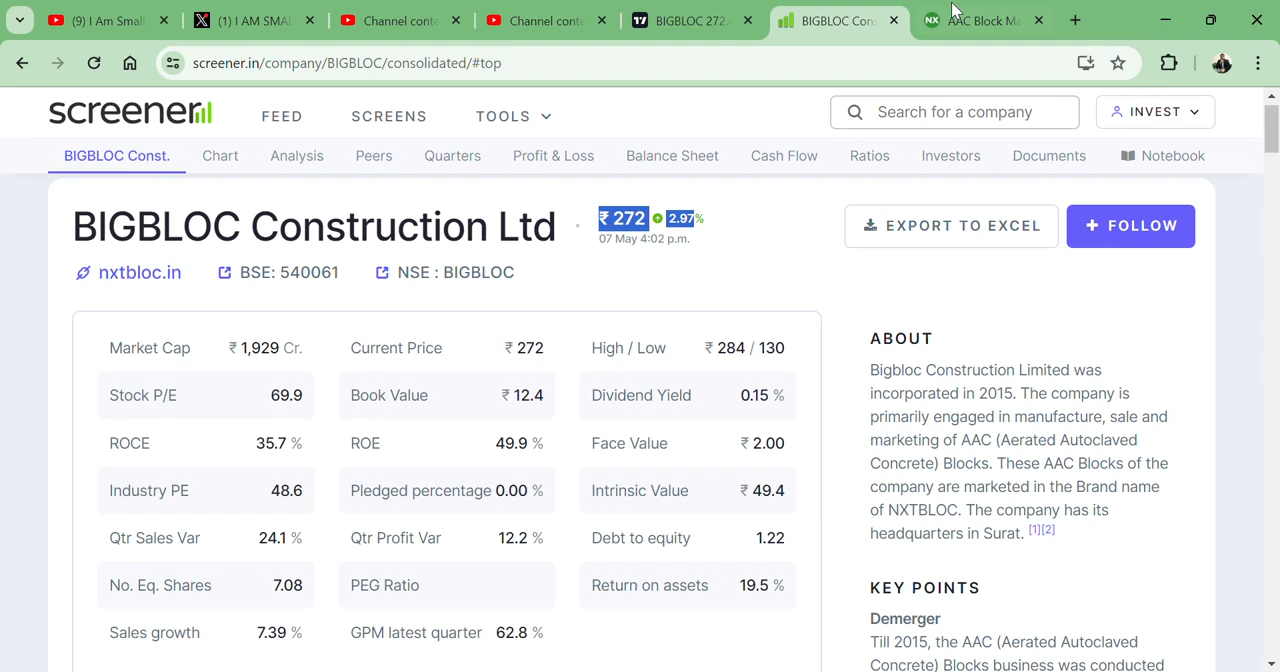 (9) I Am Small
(1) I AM SMAL
Channel conte
Channel conte
BIGBLOC 272.
BIGBLOC Cons
AAC Block Ma
screener.in/company/BIGBLOC/consolidated/#top
screener
FEED
SCREENS
TOOLS
Search for a company
INVEST
BIGBLOC Const.
Chart
Analysis
Peers
Quarters
Profit & Loss
Balance Sheet
Cash Flow
Ratios
Investors
Documents
Notebook
BIGBLOC Construction Ltd
₹ 272 2.97%
07 May 4:02 p.m.
EXPORT TO EXCEL
+ FOLLOW
nxtbloc.in
BSE: 540061
NSE : BIGBLOC
Market Cap ₹ 1,929 Cr.
Current Price ₹ 272
High / Low ₹ 284 / 130
Stock P/E 69.9
Book Value ₹ 12.4
Dividend Yield 0.15 %
ROCE 35.7 %
ROE 49.9 %
Face Value ₹ 2.00
Industry PE 48.6
Pledged percentage 0.00 %
Intrinsic Value ₹ 49.4
Qtr Sales Var 24.1 %
Qtr Profit Var 12.2 %
Debt to equity 1.22
No. Eq. Shares 7.08
PEG Ratio
Return on assets 19.5 %
Sales growth 7.39 %
GPM latest quarter 62.8 %
ABOUT
Bigbloc Construction Limited was
incorporated in 2015. The company is
primarily engaged in manufacture, sale and
marketing of AAC (Aerated Autoclaved
Concrete) Blocks. These AAC Blocks of the
company are marketed in the Brand name
of NXTBLOC. The company has its
headquarters in Surat. [1][2]
KEY POINTS
Demerger
Till 2015, the AAC (Aerated Autoclaved
Concrete) Blocks business was conducted